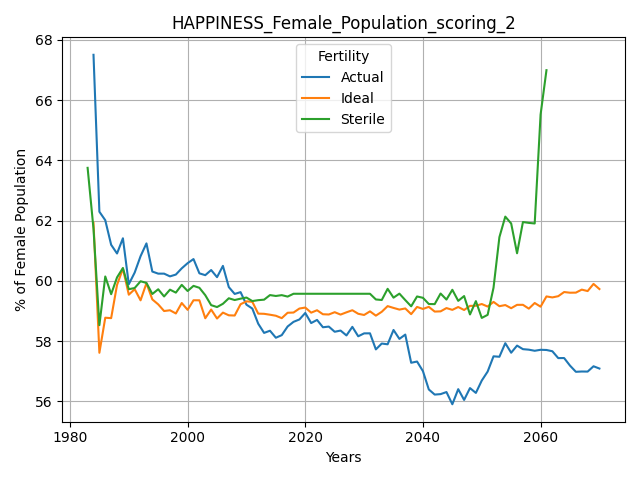 HAPPINESS_Female_Population_scoring_2
Fertility
Actual
Ideal
Sterile
% of Female Population
68
66
64
62
60
58
56
1980
2000
2020
2040
2060
Years